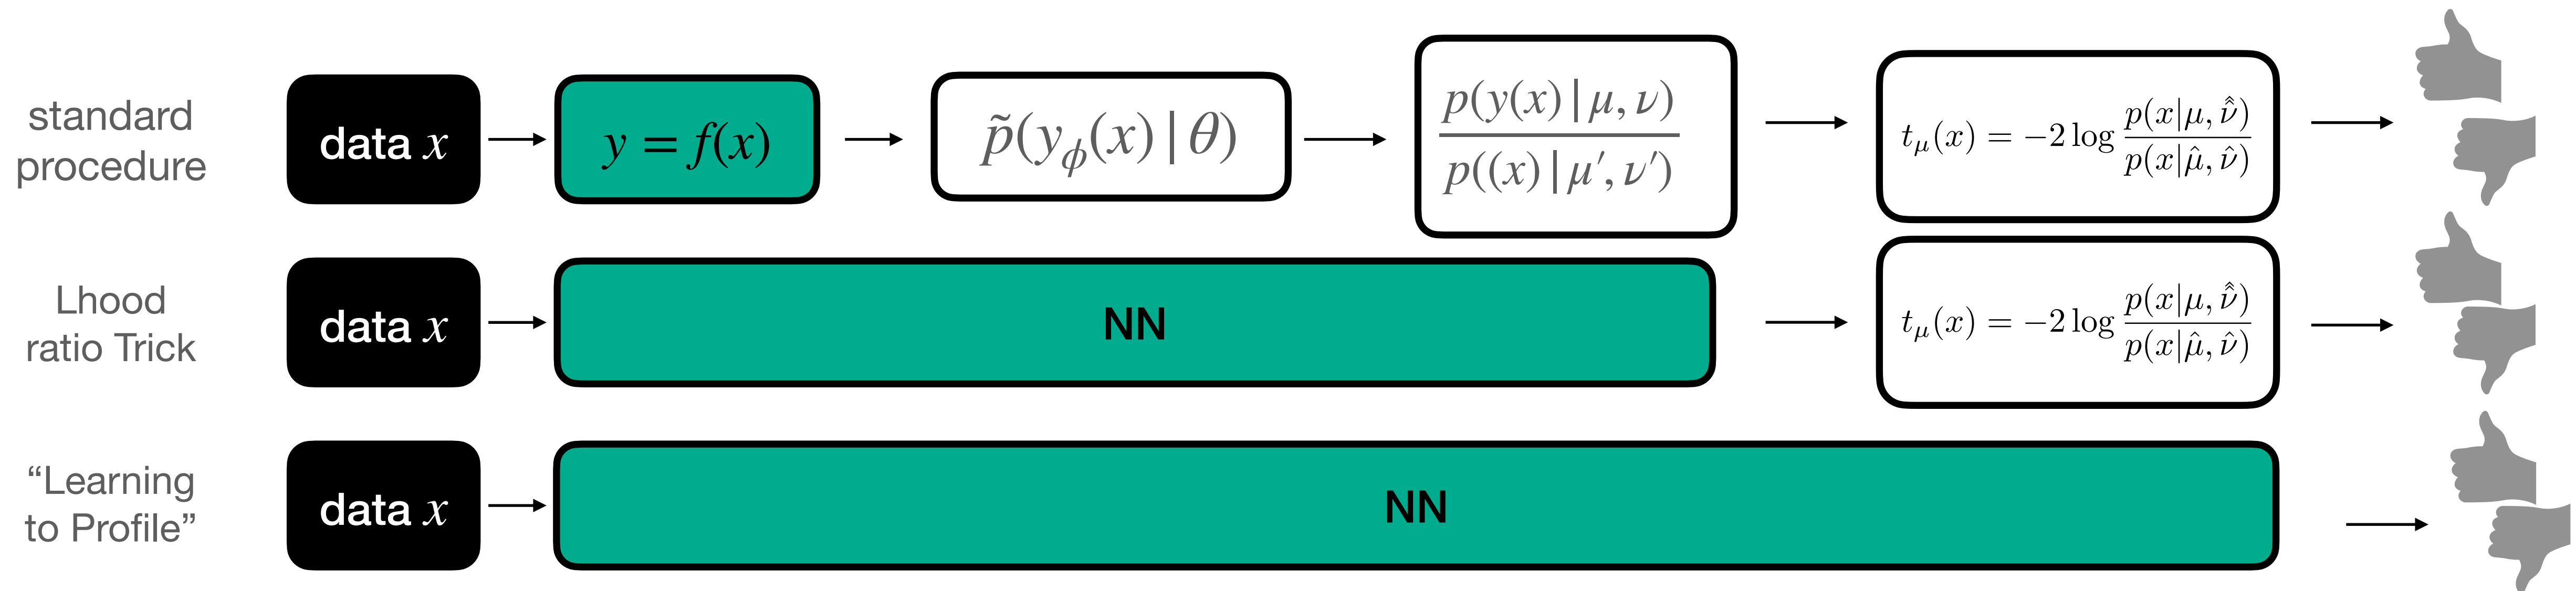 standard
procedure
data x
y = f(x)
p̃(y_ϕ(x) | θ)
p(y(x) | μ, ν)
p((x) | μ′, ν′)
t_μ(x) = −2 log p(x|μ, ν̂̂) / p(x|μ̂, ν̂)
Lhood
ratio Trick
data x
NN
t_μ(x) = −2 log p(x|μ, ν̂̂) / p(x|μ̂, ν̂)
“Learning
to Profile”
data x
NN